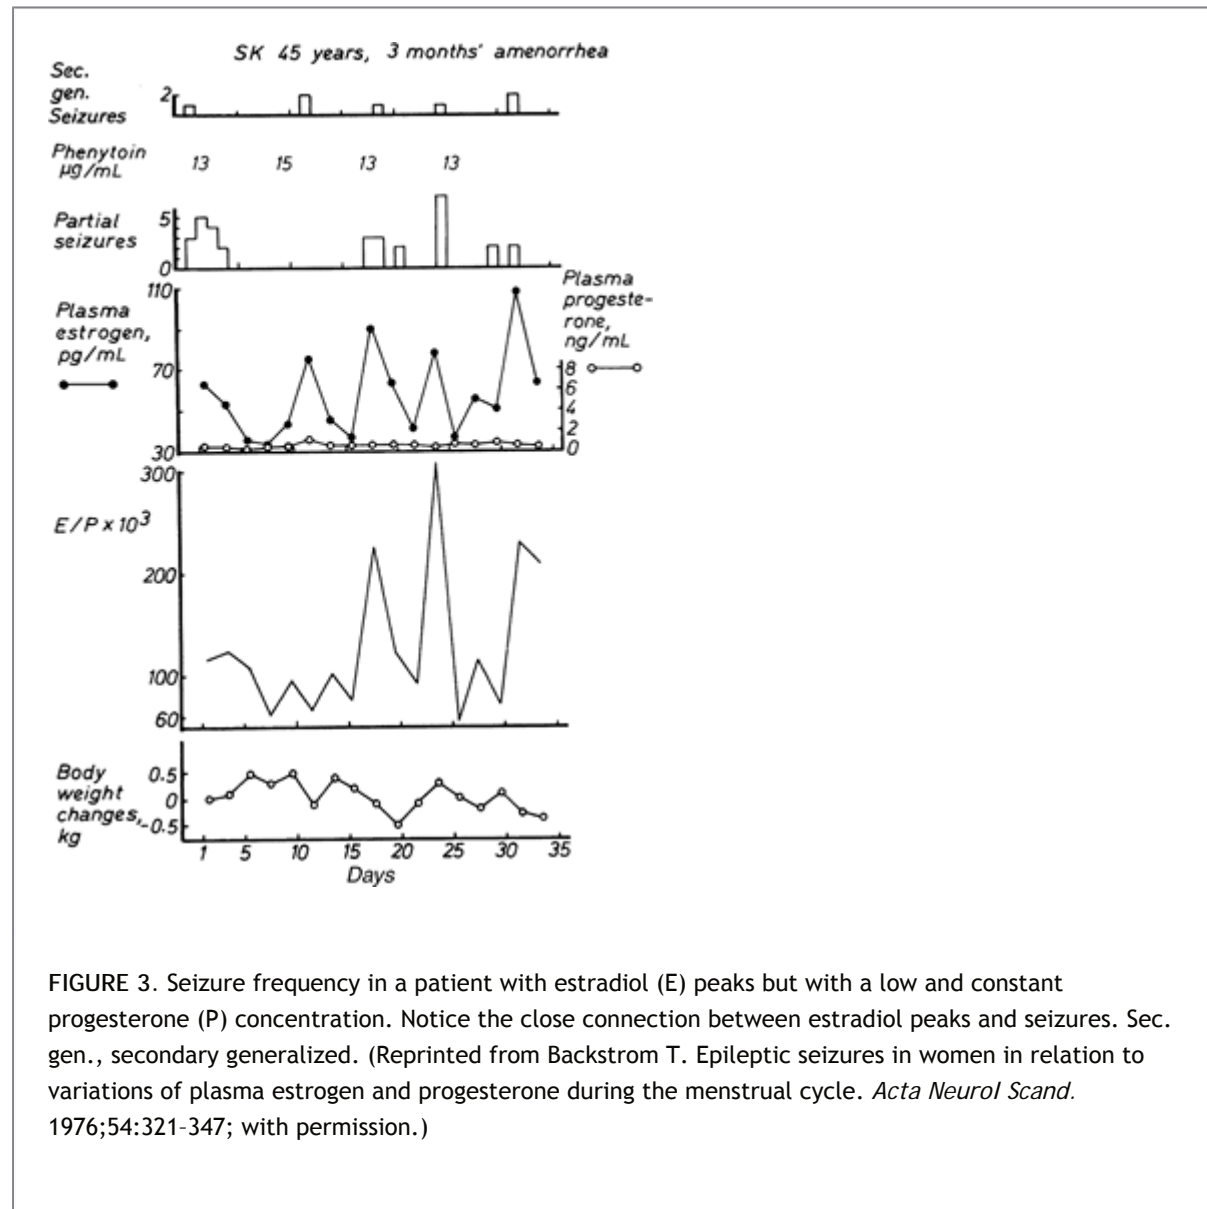 SK 45 years, 3 months' amenorrhea
Sec.
gen.
Seizures
2
Phenytoin
µg/mL
13 15 13 13
Partial
seizures
5
0
Plasma
estrogen,
pg/mL
110
70
30
Plasma
progeste-
rone,
ng/mL
8
6
4
2
0
E/P x 10³
300
200
100
60
Body
weight
changes,
kg
0.5
0
-0.5
1 5 10 15 20 25 30 35
Days
FIGURE 3. Seizure frequency in a patient with estradiol (E) peaks but with a low and constant
progesterone (P) concentration. Notice the close connection between estradiol peaks and seizures. Sec.
gen., secondary generalized. (Reprinted from Backstrom T. Epileptic seizures in women in relation to
variations of plasma estrogen and progesterone during the menstrual cycle. Acta Neurol Scand.
1976;54:321–347; with permission.)